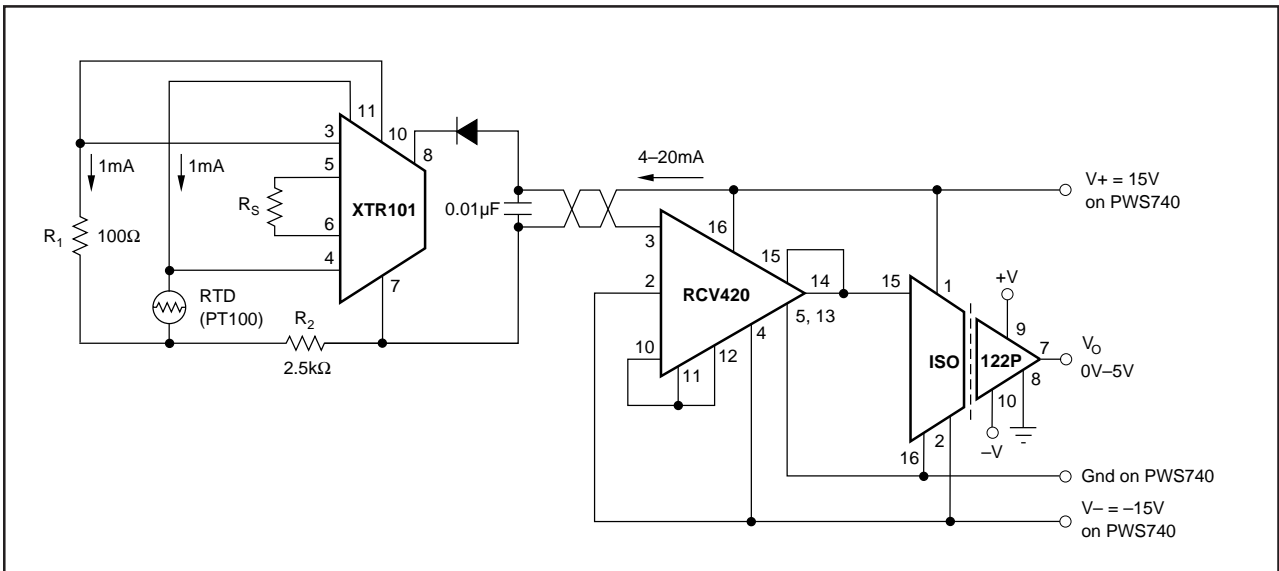 11
10
3
8
1mA
1mA
5
XTR101
R_S
6
R_1
100Ω
4
7
RTD
(PT100)
R_2
2.5kΩ
0.01µF
4–20mA
V+ = 15V
on PWS740
3
16
15
14
2
RCV420
5, 13
4
10
11
12
15
1
+V
9
ISO
122P
7
V_O
0V–5V
8
10
–V
2
16
Gnd on PWS740
V– = –15V
on PWS740